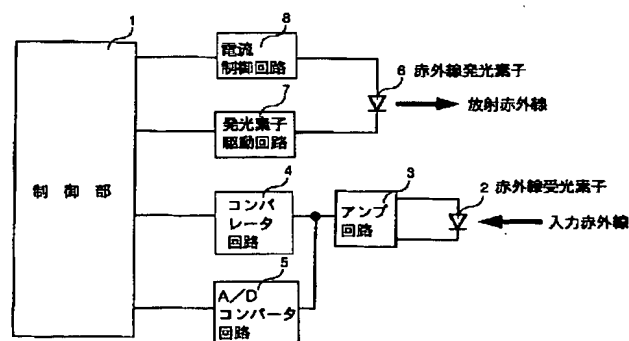 1
8
電流
制御回路
6 赤外線発光素子
放射赤外線
7
発光素子
駆動回路
制御部
4
コンパ
レータ
回路
3
アンプ
回路
2 赤外線受光素子
入力赤外線
5
A/D
コンバータ
回路